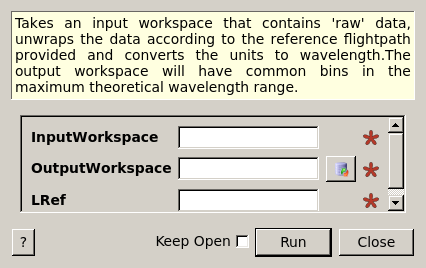 Takes an input workspace that contains 'raw' data,
unwraps the data according to the reference flightpath
provided and converts the units to wavelength.The
output workspace will have common bins in the
maximum theoretical wavelength range.
InputWorkspace
OutputWorkspace
LRef
? Keep Open Run Close